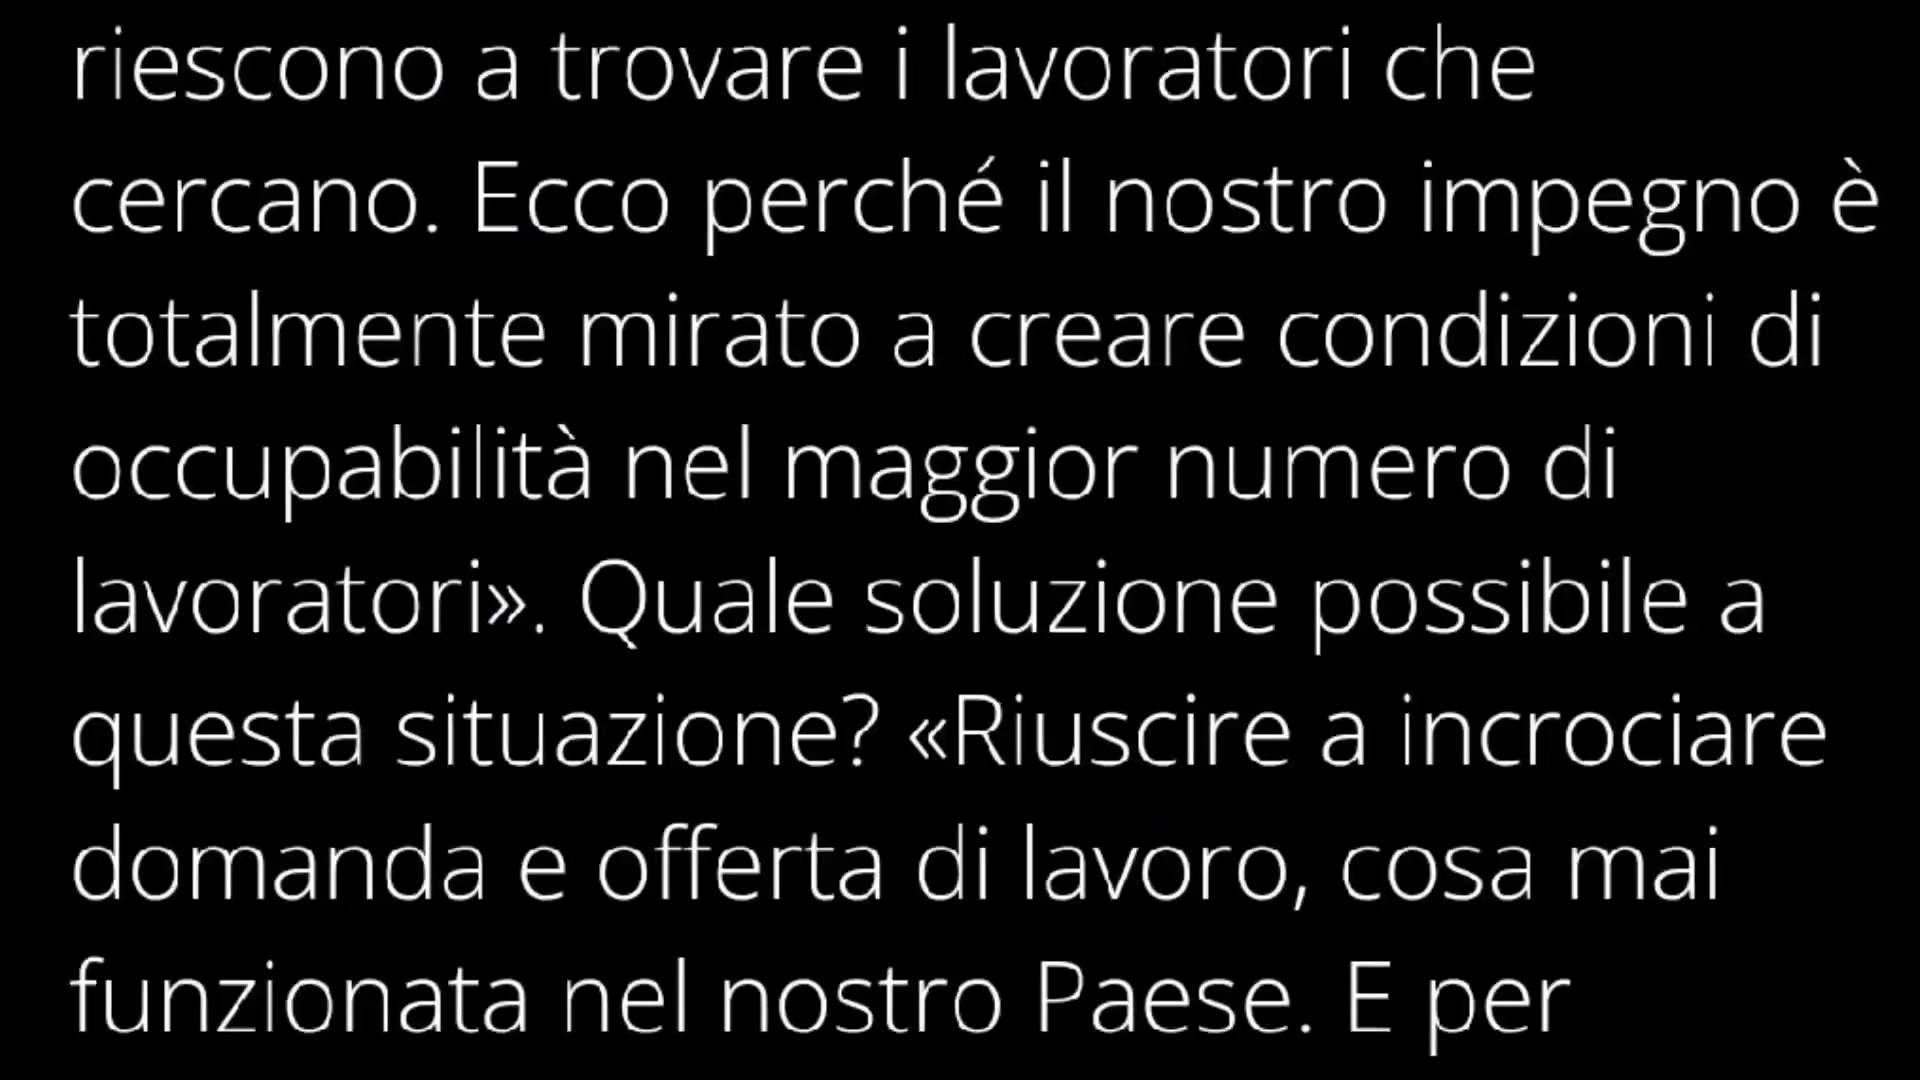 riescono a trovare i lavoratori che
cercano. Ecco perché il nostro impegno è
totalmente mirato a creare condizioni di
occupabilità nel maggior numero di
lavoratori». Quale soluzione possibile a
questa situazione? «Riuscire a incrociare
domanda e offerta di lavoro, cosa mai
funzionata nel nostro Paese. E per